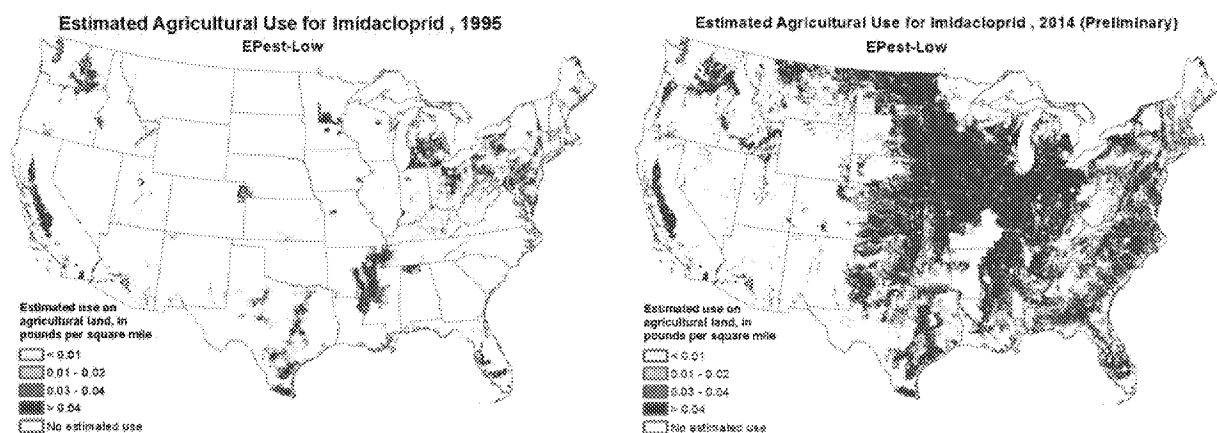 Estimated Agricultural Use for Imidacloprid , 1995
EPest-Low
Estimated use on
agricultural land, in
pounds per square mile
< 0.01
0.01 - 0.02
0.03 - 0.04
> 0.04
No estimated use
Estimated Agricultural Use for Imidacloprid , 2014 (Preliminary)
EPest-Low
Estimated use on
agricultural land, in
pounds per square mile
< 0.01
0.01 - 0.02
0.03 - 0.04
> 0.04
No estimated use